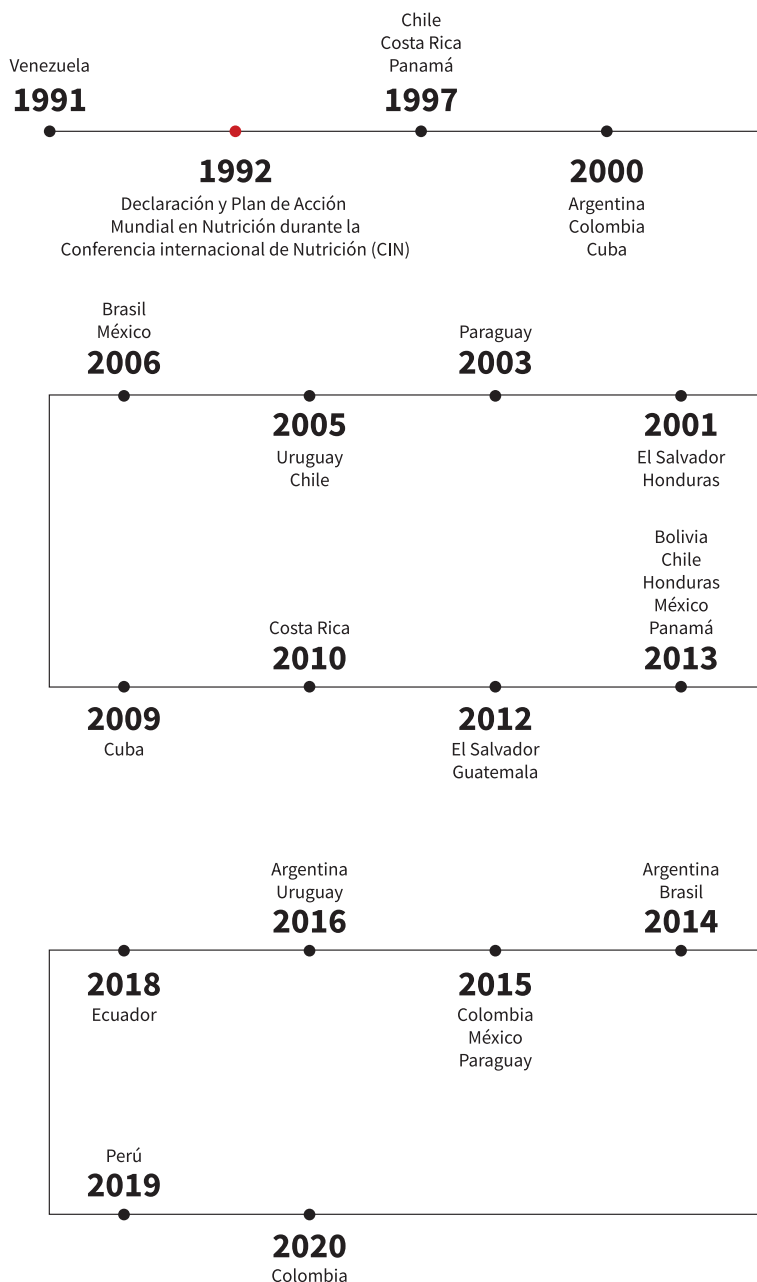 Venezuela
1991
1992
Declaración y Plan de Acción
Mundial en Nutrición durante la
Conferencia internacional de Nutrición (CIN)
Chile
Costa Rica
Panamá
1997
2000
Argentina
Colombia
Cuba
2001
El Salvador
Honduras
Paraguay
2003
2005
Uruguay
Chile
Brasil
México
2006
2009
Cuba
Costa Rica
2010
2012
El Salvador
Guatemala
Bolivia
Chile
Honduras
México
Panamá
2013
Argentina
Brasil
2014
2015
Colombia
México
Paraguay
Argentina
Uruguay
2016
2018
Ecuador
Perú
2019
2020
Colombia